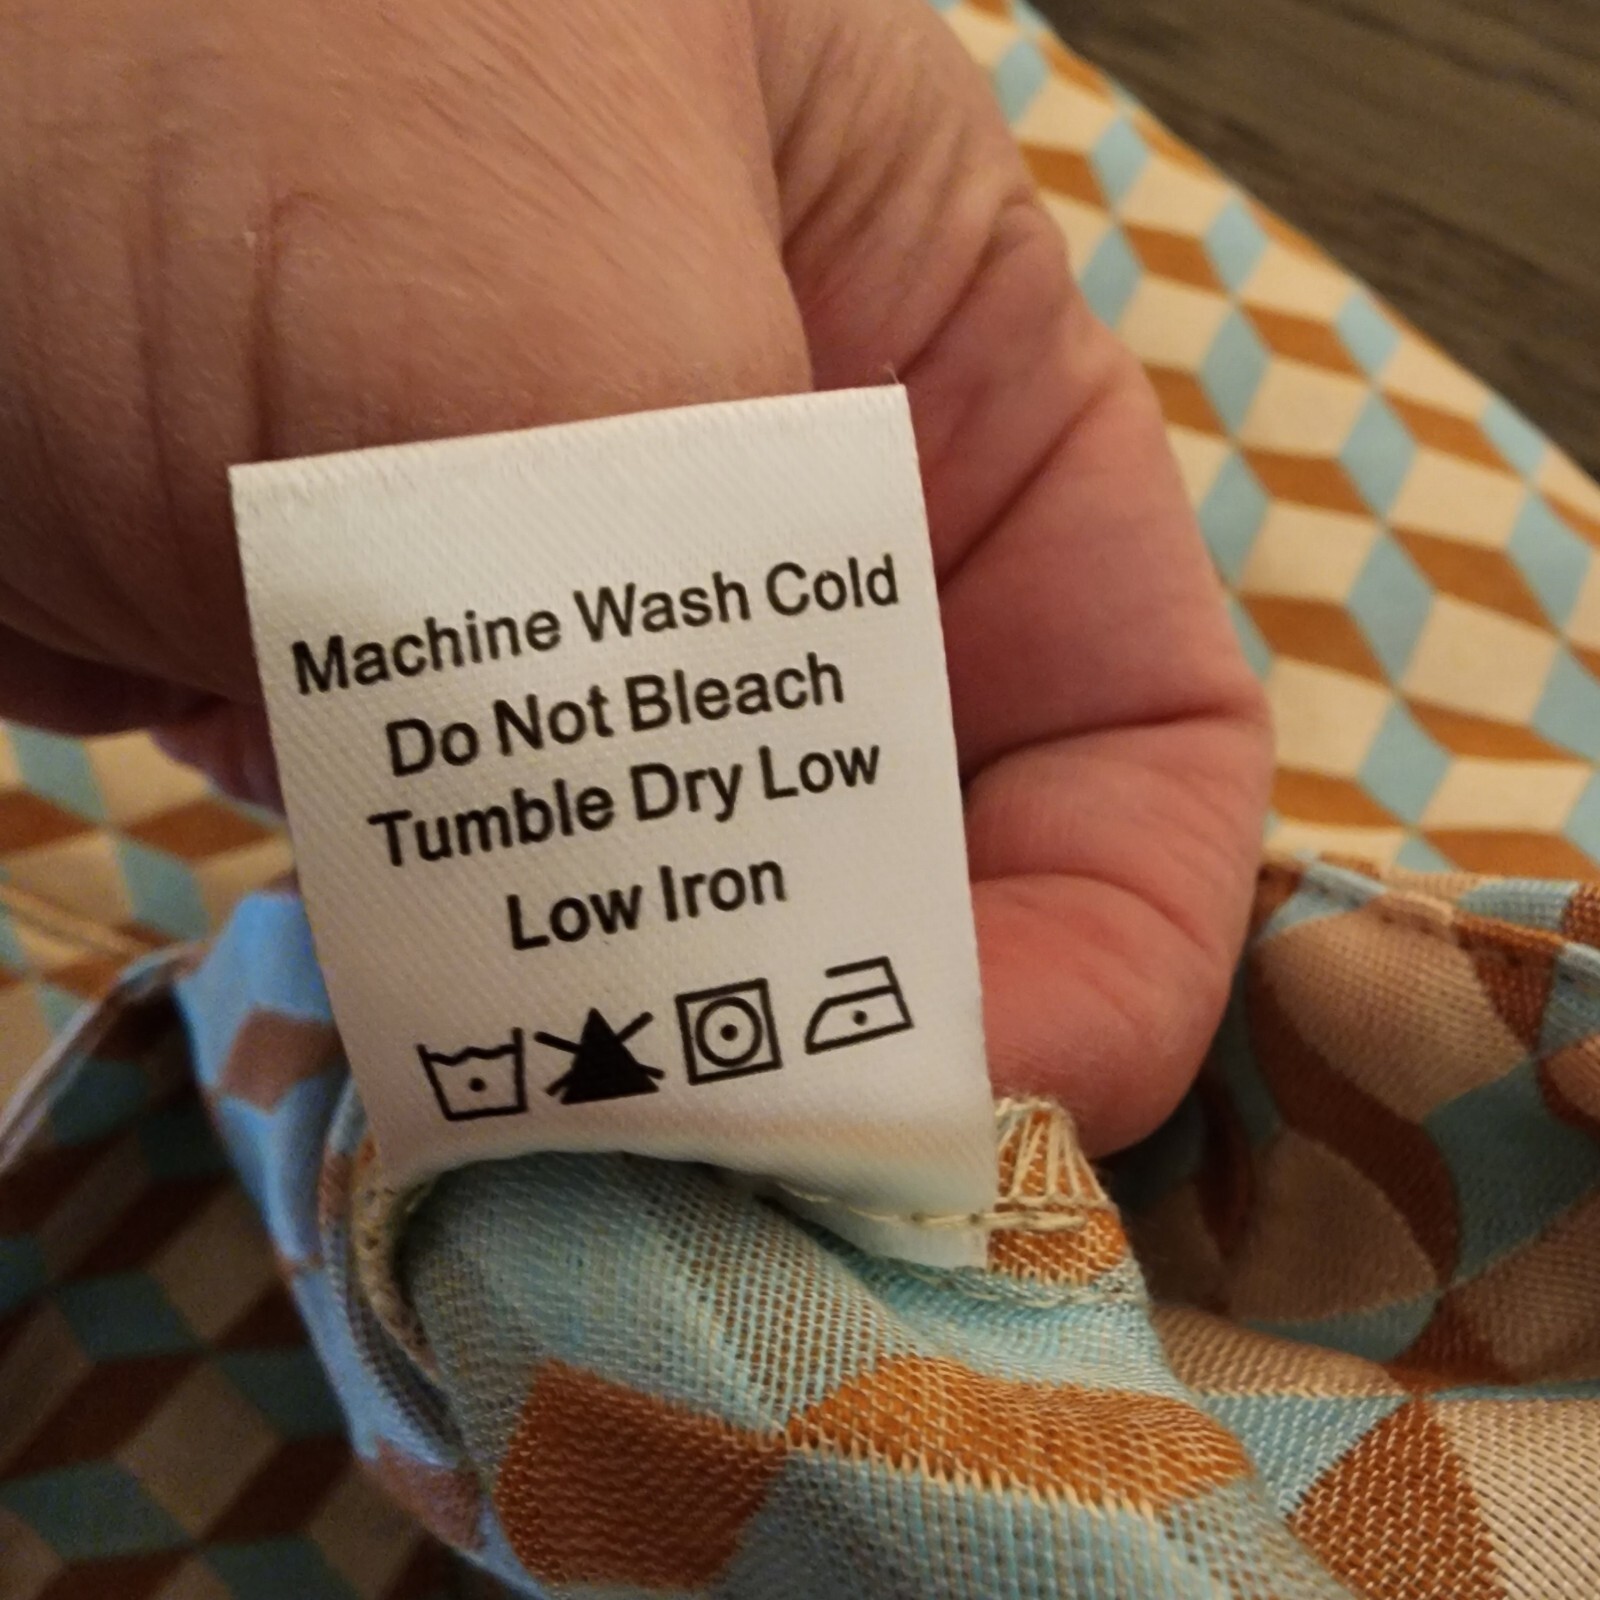 Machine Wash Cold
Do Not Bleach
Tumble Dry Low
Low Iron